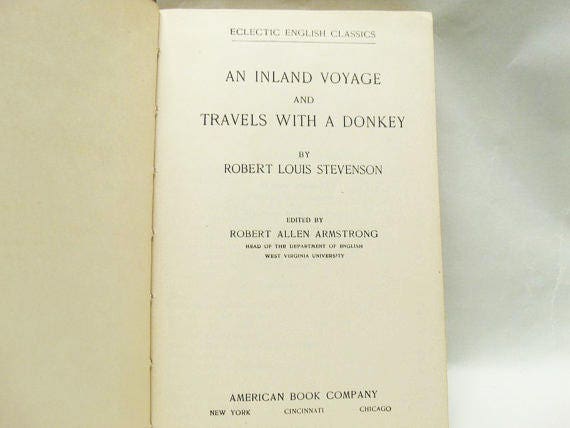 ECLECTIC ENGLISH CLASSICS
AN INLAND VOYAGE
AND
TRAVELS WITH A DONKEY
BY
ROBERT LOUIS STEVENSON
EDITED BY
ROBERT ALLEN ARMSTRONG
HEAD OF THE DEPARTMENT OF ENGLISH
WEST VIRGINIA UNIVERSITY
AMERICAN BOOK COMPANY
NEW YORK CINCINNATI CHICAGO